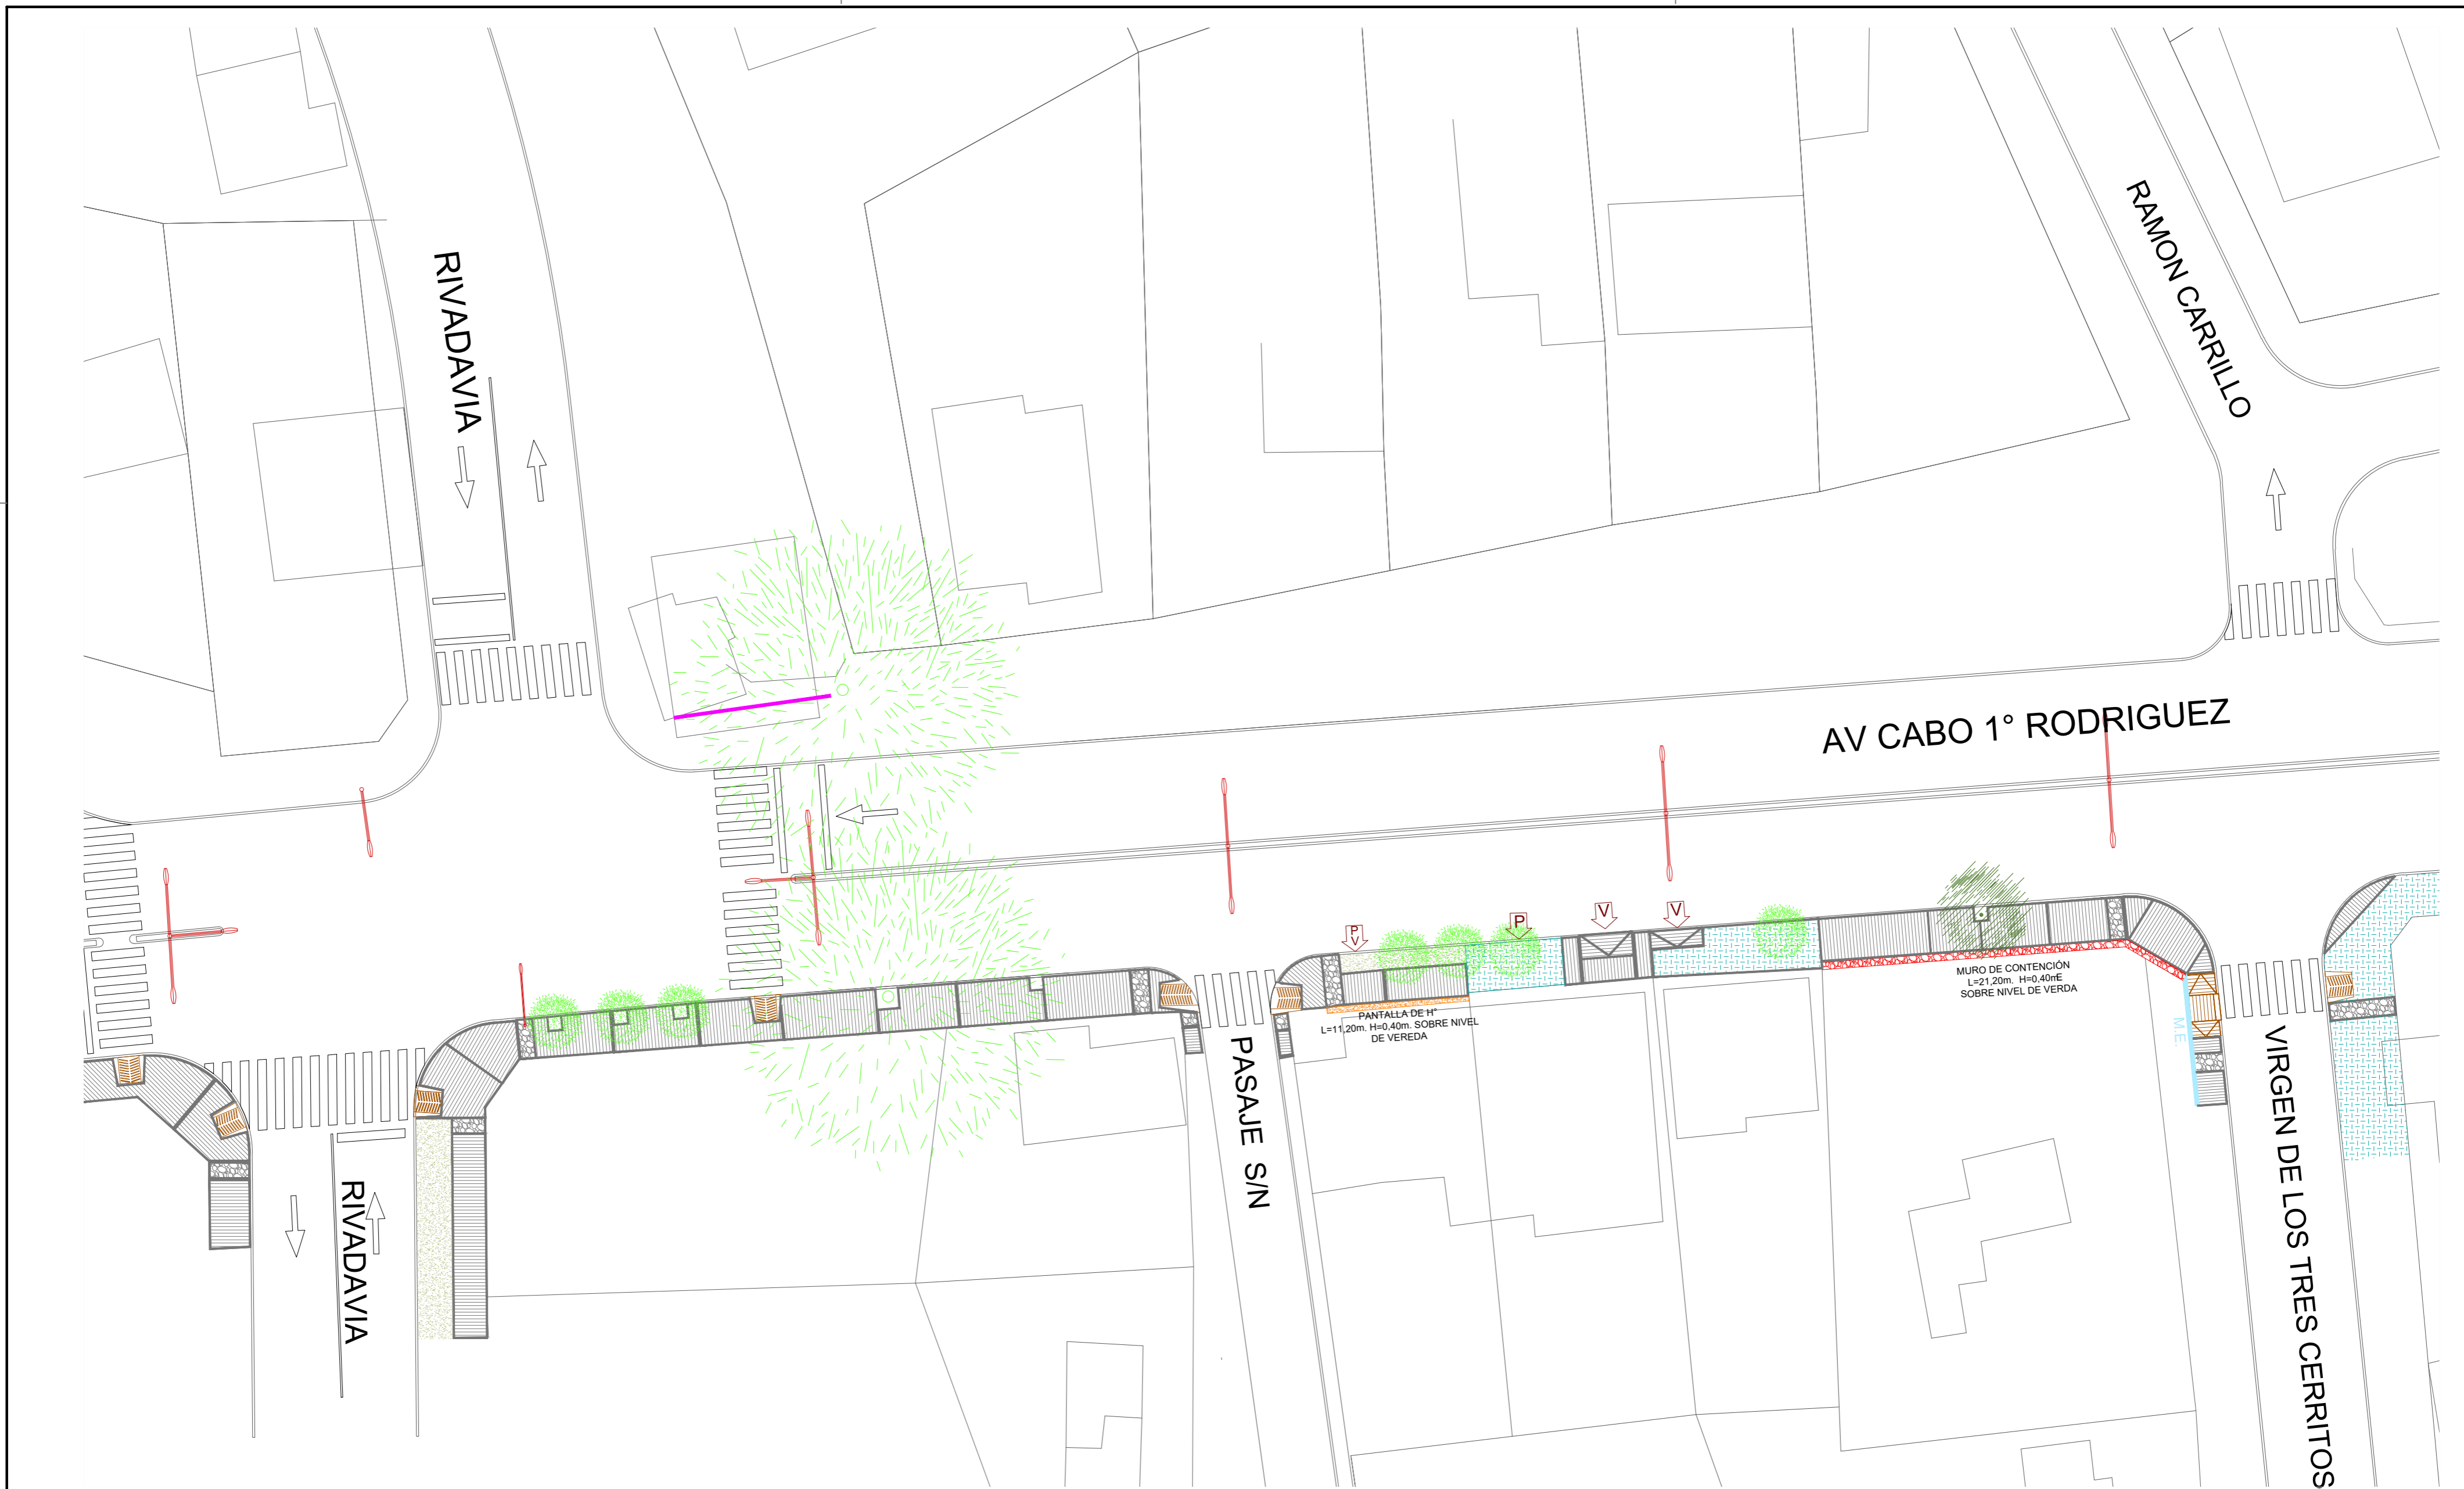 RIVADAVIA
RAMON CARRILLO
AV CABO 1° RODRIGUEZ
P
V
P
V
V
MURO DE CONTENCIÓN
L=21,20m. H=0,40mE
SOBRE NIVEL DE VERDA
PANTALLA DE H°
L=11,20m. H=0,40m. SOBRE NIVEL
DE VEREDA
M.E.
PASAJE S/N
RIVADAVIA
VIRGEN DE LOS TRES CERRITOS